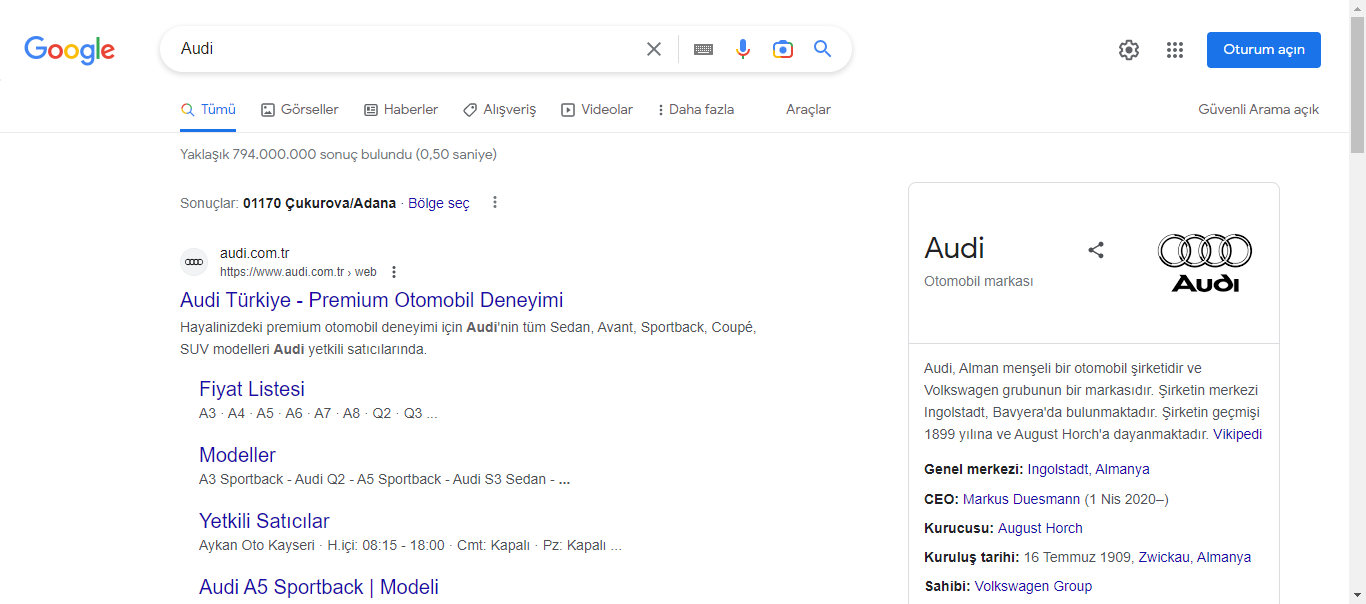 Google
Audi
Oturum açın
Tümü
Görseller
Haberler
Alışveriş
Videolar
Daha fazla
Araçlar
Güvenli Arama açık
Yaklaşık 794.000.000 sonuç bulundu (0,50 saniye)
Sonuçlar: 01170 Çukurova/Adana · Bölge seç
audi.com.tr
https://www.audi.com.tr › web
Audi Türkiye - Premium Otomobil Deneyimi
Hayalinizdeki premium otomobil deneyimi için Audi'nin tüm Sedan, Avant, Sportback, Coupé,
SUV modelleri Audi yetkili satıcılarında.
Fiyat Listesi
A3 · A4 · A5 · A6 · A7 · A8 · Q2 · Q3 ...
Modeller
A3 Sportback - Audi Q2 - A5 Sportback - Audi S3 Sedan - ...
Yetkili Satıcılar
Aykan Oto Kayseri · H.içi: 08:15 - 18:00 · Cmt: Kapalı · Pz: Kapalı ...
Audi A5 Sportback | Modeli
Audi
Otomobil markası
Audi
Audi, Alman menşeli bir otomobil şirketidir ve
Volkswagen grubunun bir markasıdır. Şirketin merkezi
Ingolstadt, Bavyera'da bulunmaktadır. Şirketin geçmişi
1899 yılına ve August Horch'a dayanmaktadır. Vikipedi
Genel merkezi: Ingolstadt, Almanya
CEO: Markus Duesmann (1 Nis 2020–)
Kurucusu: August Horch
Kuruluş tarihi: 16 Temmuz 1909, Zwickau, Almanya
Sahibi: Volkswagen Group